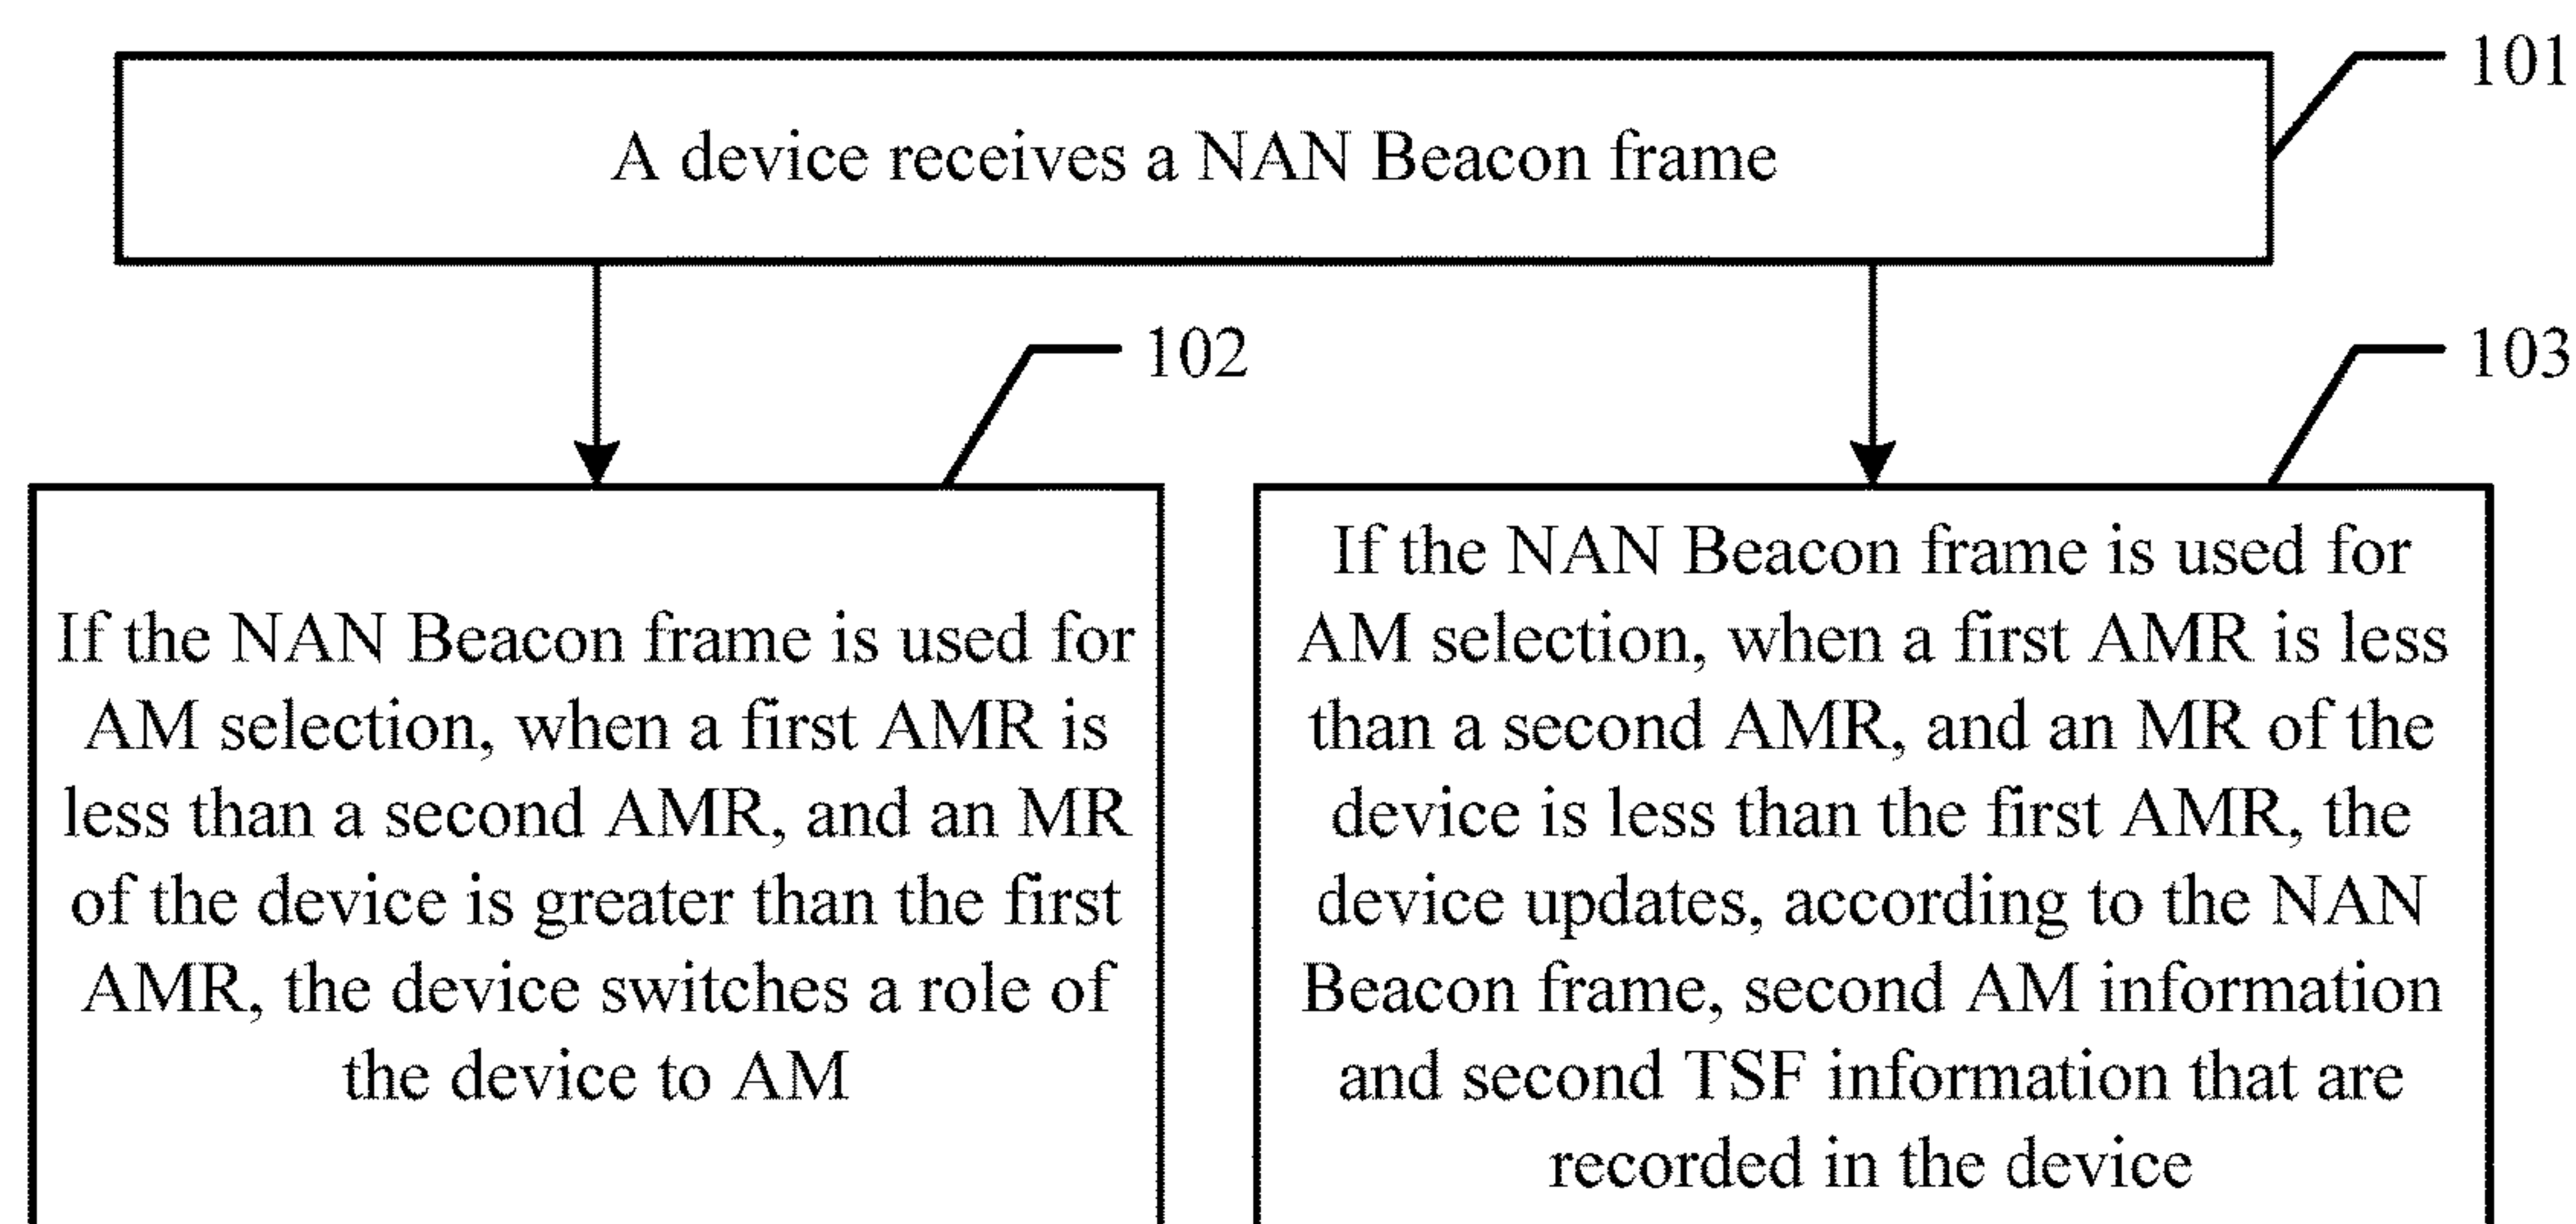 101
A device receives a NAN Beacon frame
102
103
If the NAN Beacon frame is used for
AM selection, when a first AMR is
less than a second AMR, and an MR
of the device is greater than the first
AMR, the device switches a role of
the device to AM
If the NAN Beacon frame is used for
AM selection, when a first AMR is less
than a second AMR, and an MR of the
device is less than the first AMR, the
device updates, according to the NAN
Beacon frame, second AM information
and second TSF information that are
recorded in the device